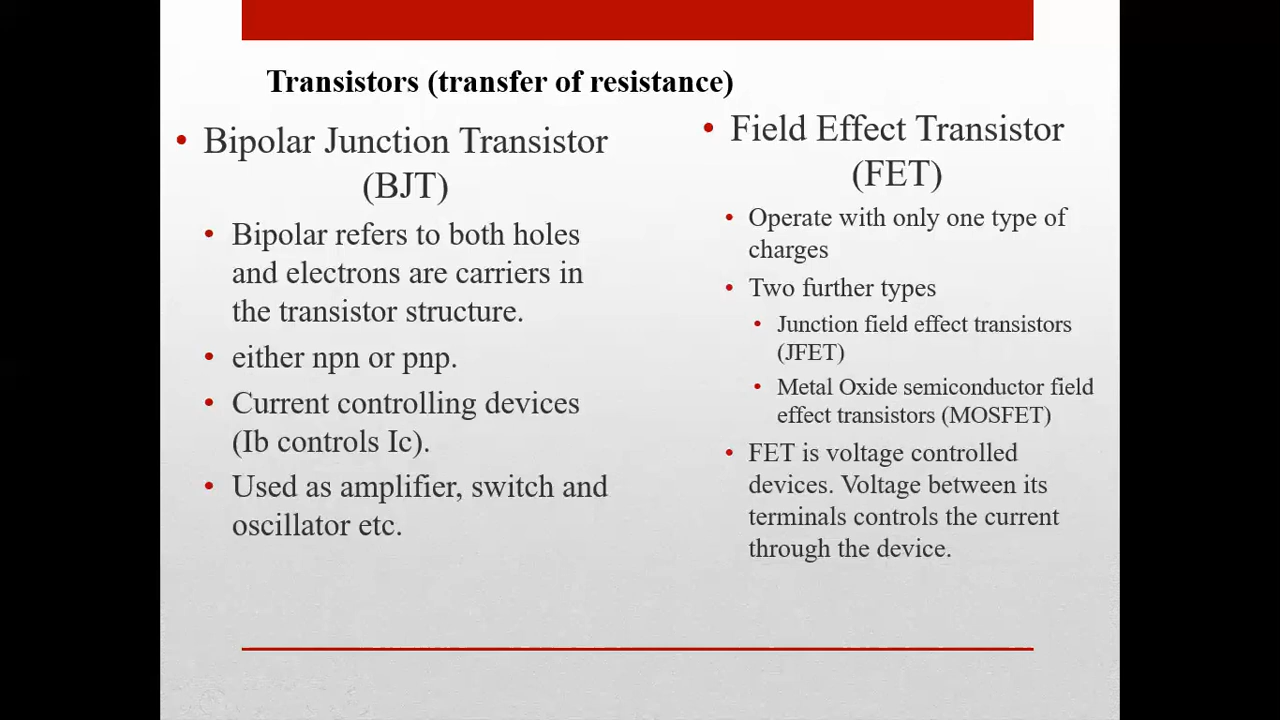 Transistors (transfer of resistance)
Bipolar Junction Transistor
(BJT)
Bipolar refers to both holes
and electrons are carriers in
the transistor structure.
either npn or pnp.
Current controlling devices
(Ib controls Ic).
Used as amplifier, switch and
oscillator etc.
Field Effect Transistor
(FET)
Operate with only one type of
charges
Two further types
Junction field effect transistors
(JFET)
Metal Oxide semiconductor field
effect transistors (MOSFET)
FET is voltage controlled
devices. Voltage between its
terminals controls the current
through the device.